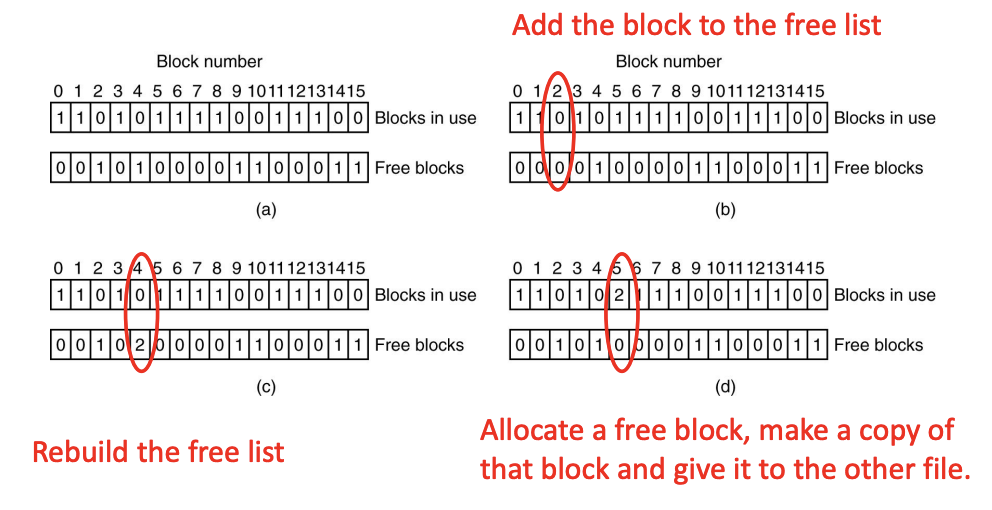 Add the block to the free list
Block number
0 1 2 3 4 5 6 7 8 9 10 11 12 13 14 15
1 1 0 1 0 1 1 1 1 0 0 1 1 1 0 0 Blocks in use
0 0 1 0 1 0 0 0 0 1 1 0 0 0 1 1 Free blocks
(a)
Block number
0 1 2 3 4 5 6 7 8 9 10 11 12 13 14 15
1 1 0 1 0 1 1 1 1 0 0 1 1 1 0 0 Blocks in use
0 0 0 0 1 0 0 0 0 1 1 0 0 0 1 1 Free blocks
(b)
0 1 2 3 4 5 6 7 8 9 10 11 12 13 14 15
1 1 0 1 0 1 1 1 1 0 0 1 1 1 0 0 Blocks in use
0 0 1 0 2 0 0 0 0 1 1 0 0 0 1 1 Free blocks
(c)
0 1 2 3 4 5 6 7 8 9 10 11 12 13 14 15
1 1 0 1 0 2 1 1 1 0 0 1 1 1 0 0 Blocks in use
0 0 1 0 1 0 0 0 0 1 1 0 0 0 1 1 Free blocks
(d)
Rebuild the free list
Allocate a free block, make a copy of
that block and give it to the other file.